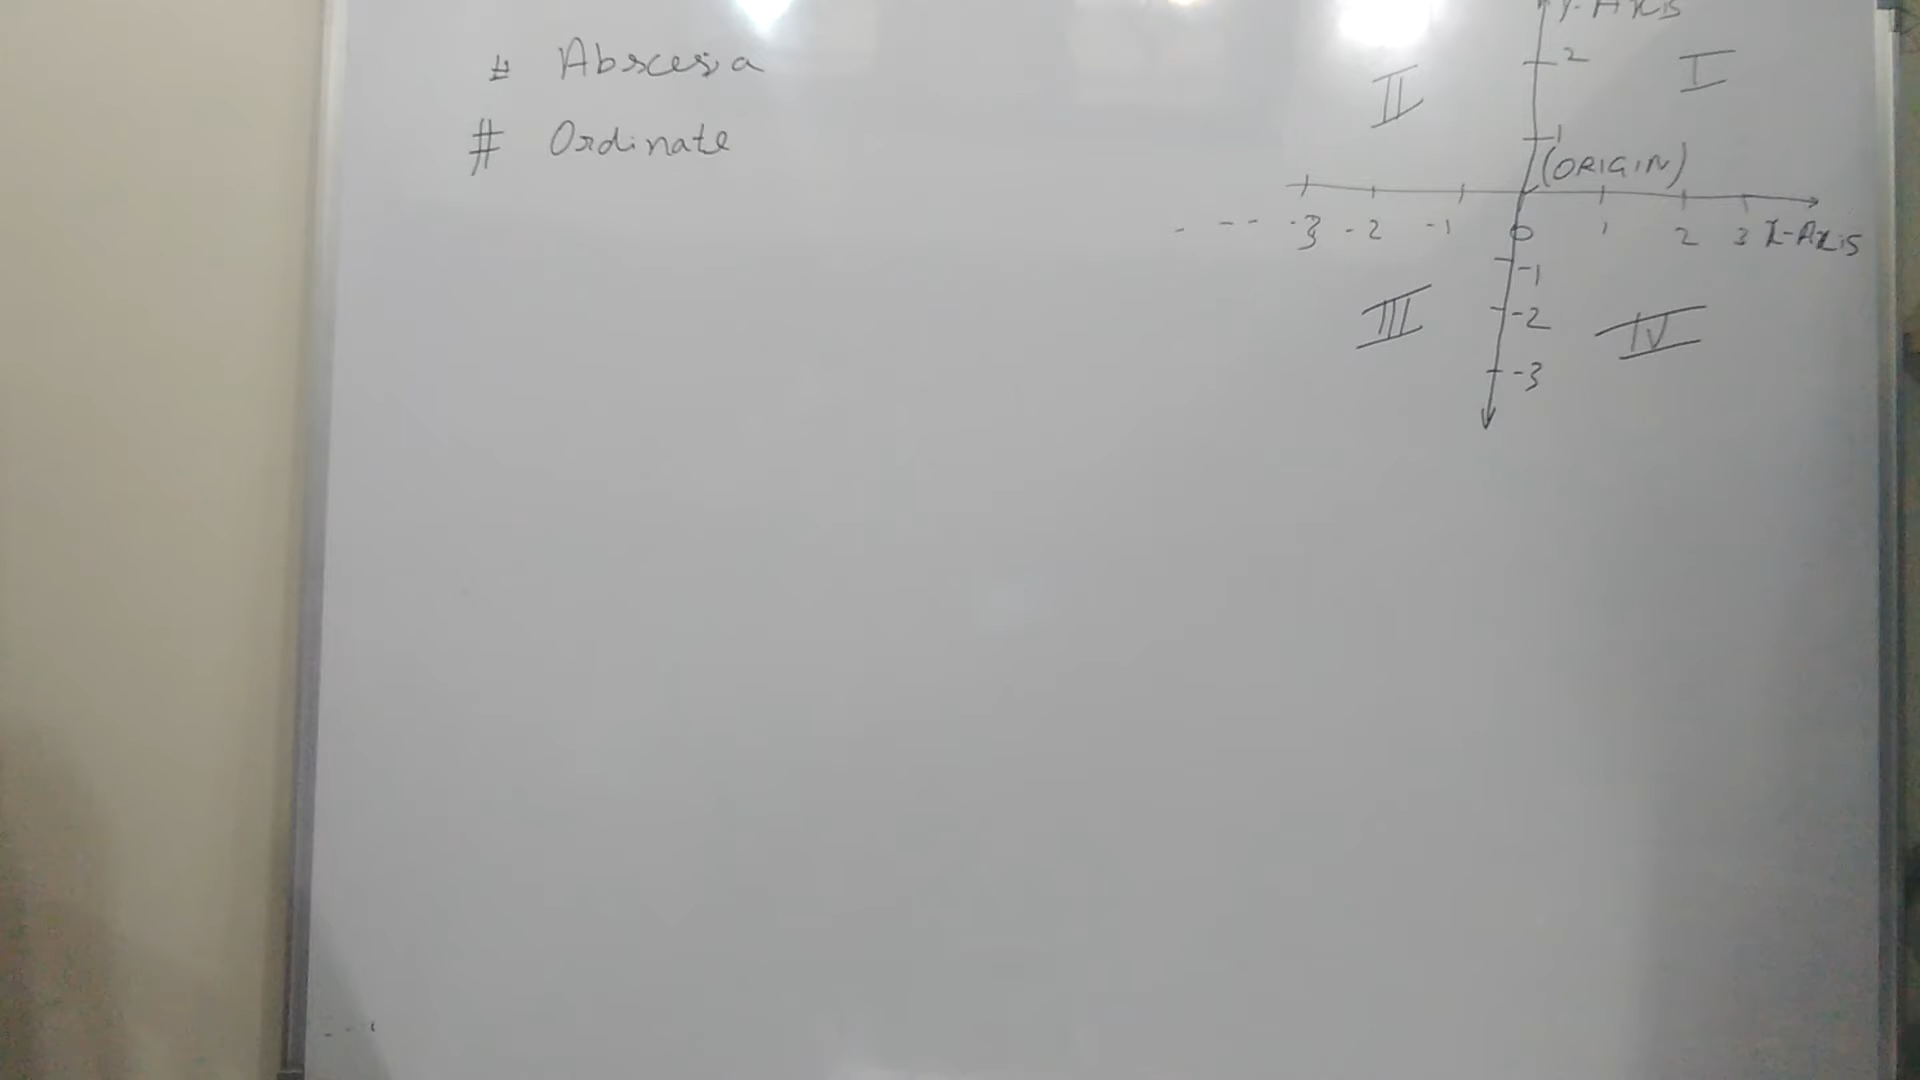 # Abscesia
# Ordinate
Y-Axis
2
II
I
1
(ORIGIN)
- -- -3 -2 -1 0 1 2 3 X-Axis
-1
-2
III
IV
-3